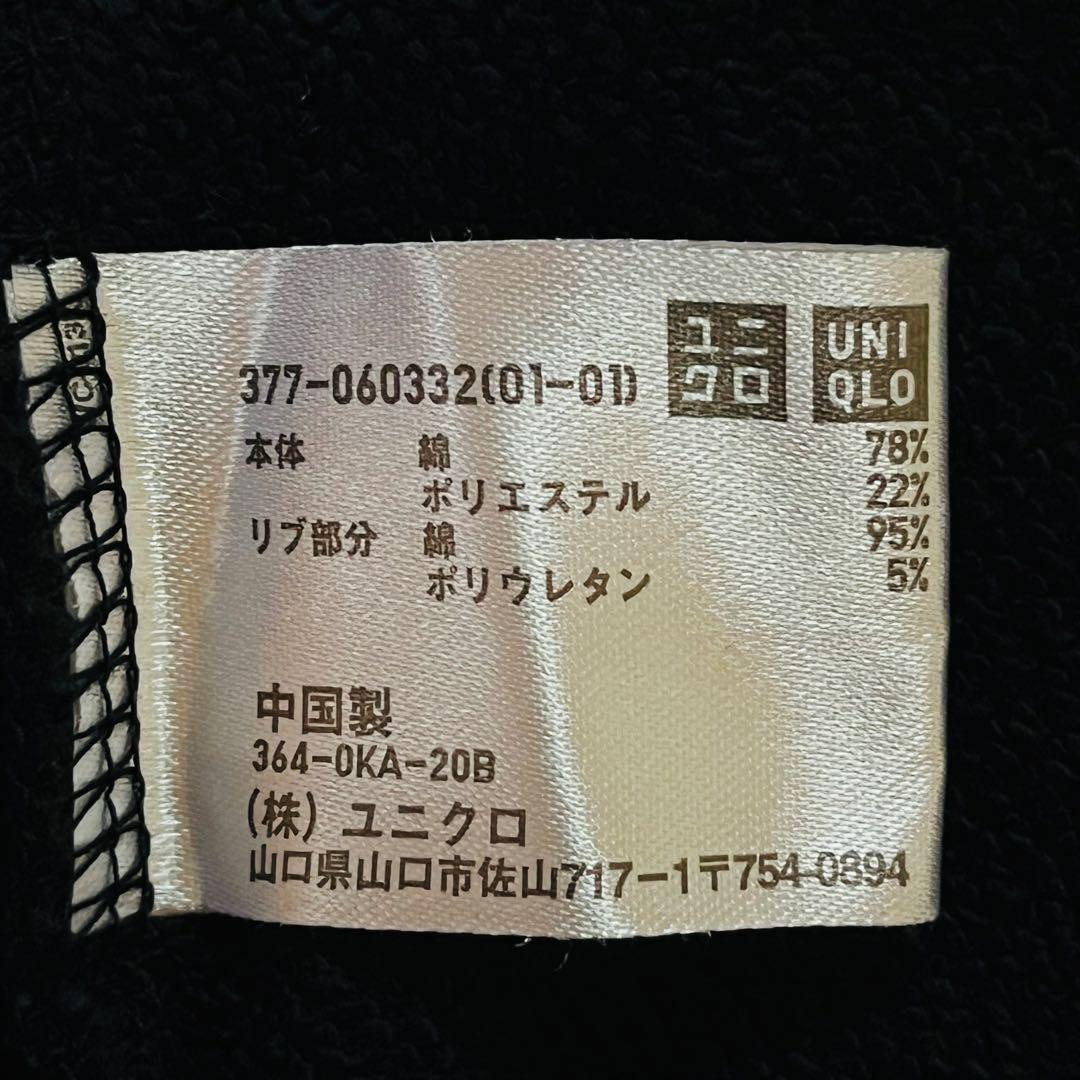 ユニ
クロ
UNI
QLO
377-060332(01-01)
本体 綿 78%
ポリエステル 22%
リブ部分 綿 95%
ポリウレタン 5%
中国製
364-OKA-20B
(株) ユニクロ
山口県山口市佐山717-1〒754-0894